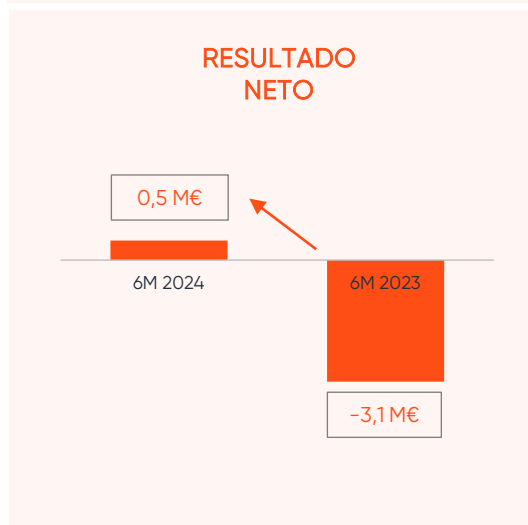 RESULTADO
NETO
0,5 M€
6M 2024
6M 2023
-3,1 M€